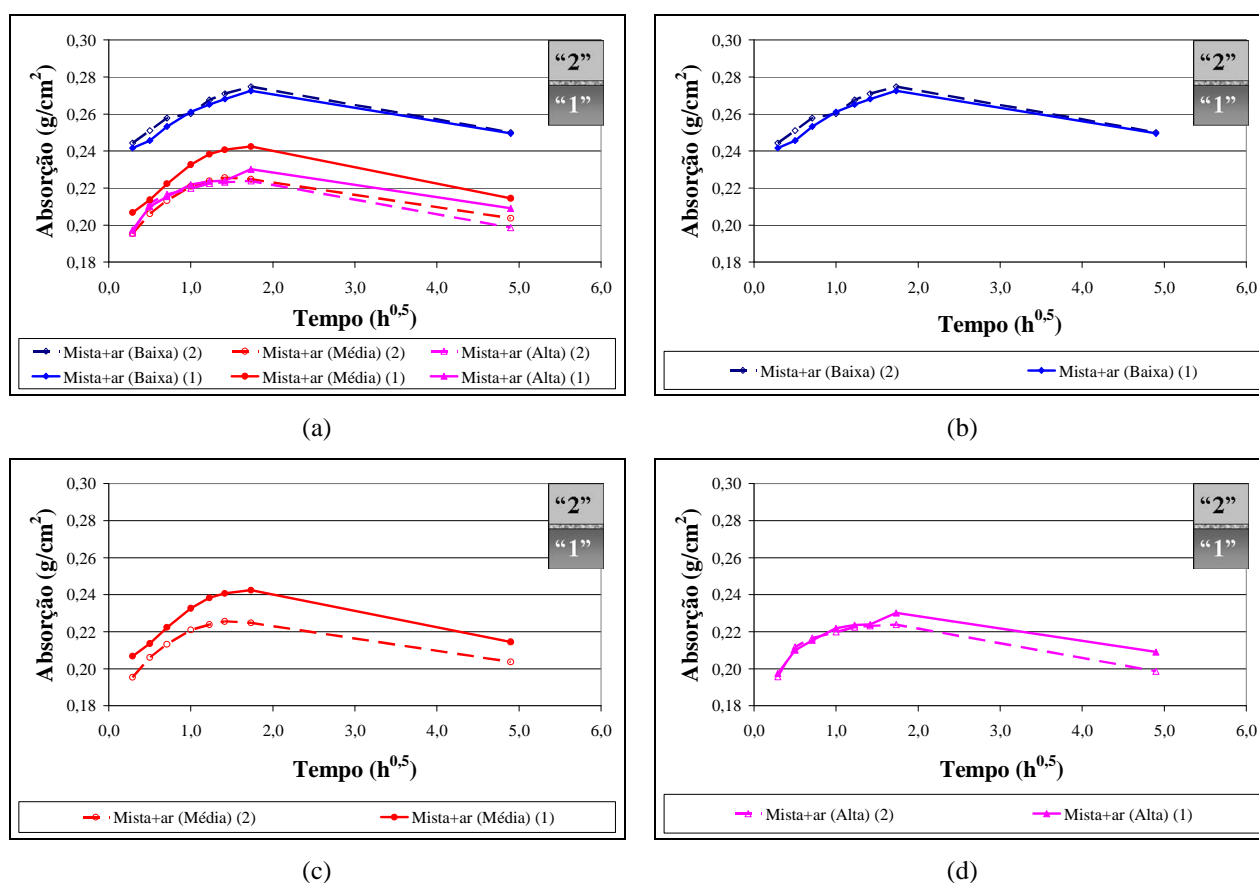 0,30
0,28
0,26
0,24
0,22
0,20
0,18
0,0 1,0 2,0 3,0 4,0 5,0 6,0
Absorção (g/cm²)
Tempo (h^0,5)
“2”
“1”
Mista+ar (Baixa) (2) Mista+ar (Média) (2) Mista+ar (Alta) (2)
Mista+ar (Baixa) (1) Mista+ar (Média) (1) Mista+ar (Alta) (1)
(a)
0,30
0,28
0,26
0,24
0,22
0,20
0,18
0,0 1,0 2,0 3,0 4,0 5,0 6,0
Absorção (g/cm²)
Tempo (h^0,5)
“2”
“1”
Mista+ar (Baixa) (2) Mista+ar (Baixa) (1)
(b)
0,30
0,28
0,26
0,24
0,22
0,20
0,18
0,0 1,0 2,0 3,0 4,0 5,0 6,0
Absorção (g/cm²)
Tempo (h^0,5)
“2”
“1”
Mista+ar (Média) (2) Mista+ar (Média) (1)
(c)
0,30
0,28
0,26
0,24
0,22
0,20
0,18
0,0 1,0 2,0 3,0 4,0 5,0 6,0
Absorção (g/cm²)
Tempo (h^0,5)
“2”
“1”
Mista+ar (Alta) (2) Mista+ar (Alta) (1)
(d)